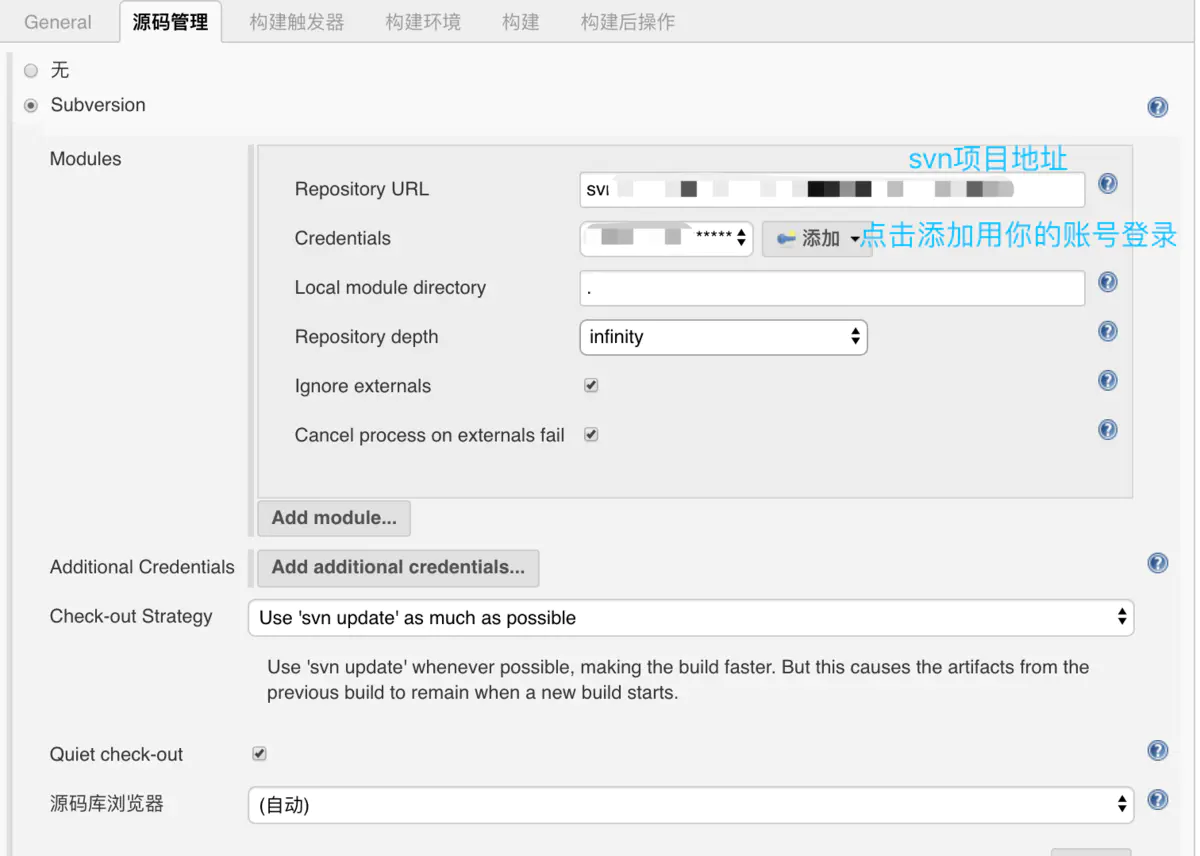 General 源码管理 构建触发器 构建环境 构建 构建后操作
无
Subversion
Modules
svn项目地址
Repository URL
Credentials ***** 添加 点击添加用你的账号登录
Local module directory .
Repository depth infinity
Ignore externals
Cancel process on externals fail
Add module...
Additional Credentials Add additional credentials...
Check-out Strategy Use 'svn update' as much as possible
Use 'svn update' whenever possible, making the build faster. But this causes the artifacts from the
previous build to remain when a new build starts.
Quiet check-out
源码库浏览器 (自动)